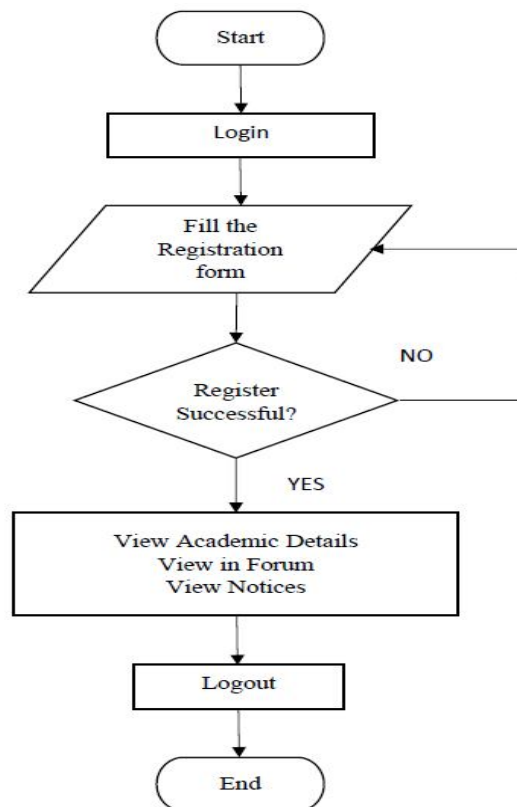 Start
Login
Fill the
Registration
form
NO
Register
Successful?
YES
View Academic Details
View in Forum
View Notices
Logout
End